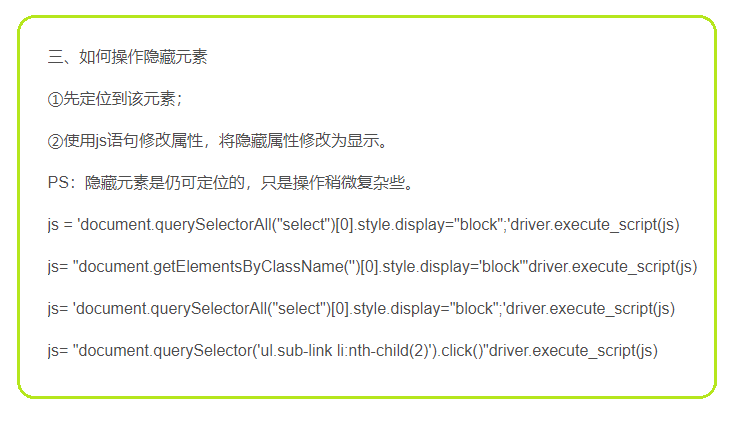 三、如何操作隐藏元素
①先定位到该元素；
②使用js语句修改属性，将隐藏属性修改为显示。
PS：隐藏元素是仍可定位的，只是操作稍微复杂些。
js = 'document.querySelectorAll("select")[0].style.display="block";'driver.execute_script(js)
js= "document.getElementsByClassName('')[0].style.display='block'"driver.execute_script(js)
js= 'document.querySelectorAll("select")[0].style.display="block";'driver.execute_script(js)
js= "document.querySelector('ul.sub-link li:nth-child(2)').click()"driver.execute_script(js)